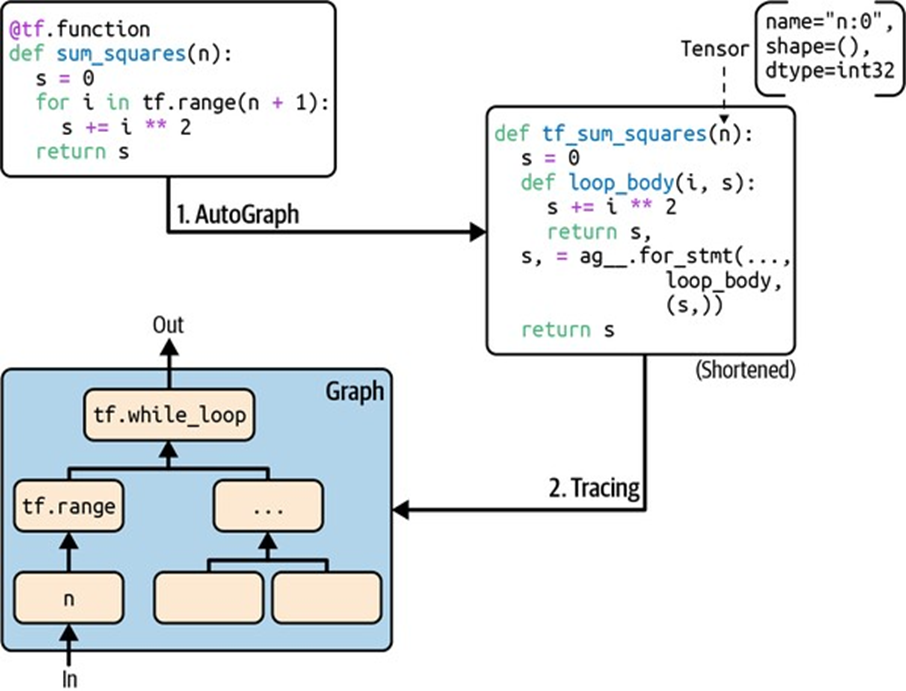 @tf.function
def sum_squares(n):
  s = 0
  for i in tf.range(n + 1):
    s += i ** 2
  return s
name="n:0",
shape=(),
dtype=int32
Tensor
def tf_sum_squares(n):
  s = 0
  def loop_body(i, s):
    s += i ** 2
    return s,
  s, = ag__.for_stmt(...,
            loop_body,
            (s,))
  return s
(Shortened)
1. AutoGraph
2. Tracing
Out
Graph
tf.while_loop
tf.range
...
n
In